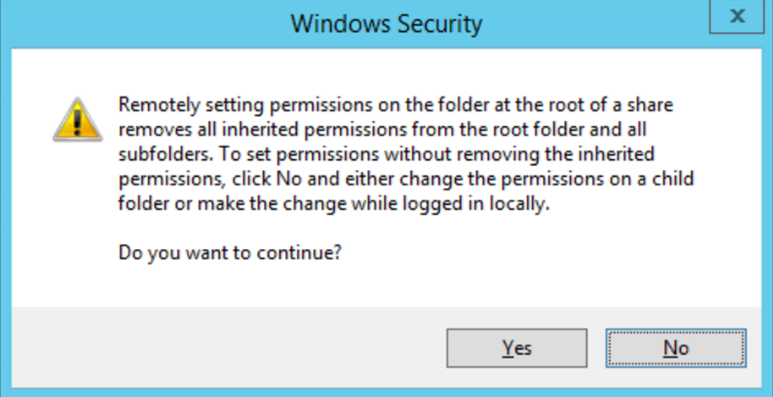 Windows Security
x
Remotely setting permissions on the folder at the root of a share
removes all inherited permissions from the root folder and all
subfolders. To set permissions without removing the inherited
permissions, click No and either change the permissions on a child
folder or make the change while logged in locally.
Do you want to continue?
Yes
No